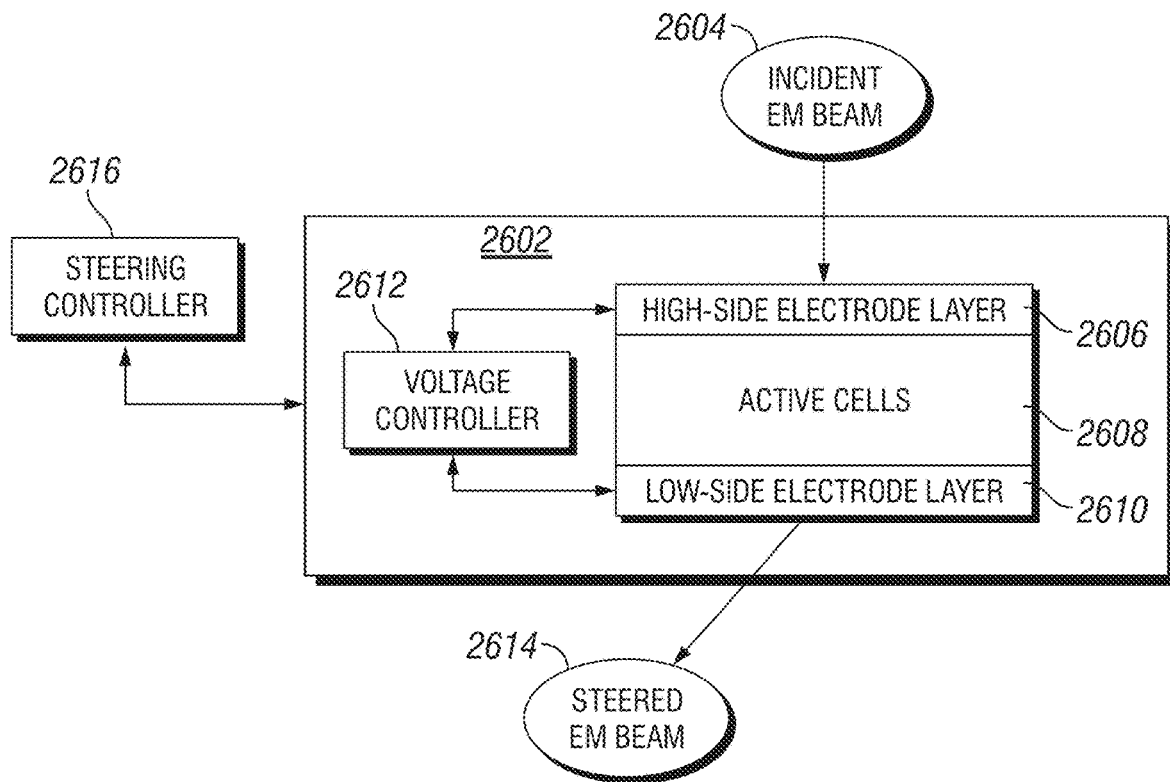 2604
INCIDENT
EM BEAM
2616
STEERING
CONTROLLER
2602
2612
VOLTAGE
CONTROLLER
HIGH-SIDE ELECTRODE LAYER
2606
ACTIVE CELLS
2608
LOW-SIDE ELECTRODE LAYER
2610
2614
STEERED
EM BEAM